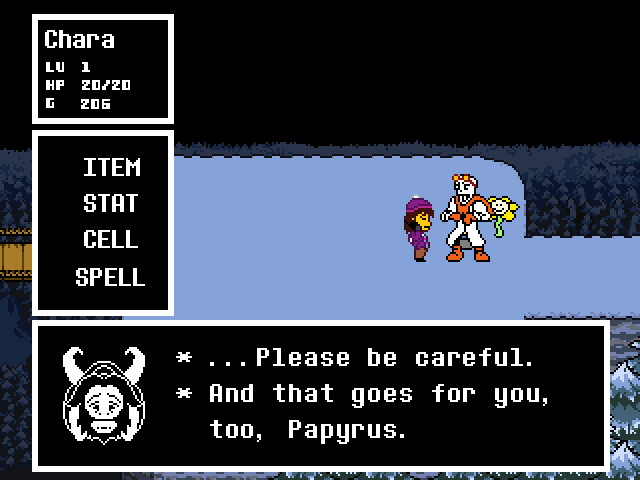 Chara
LV 1
HP 20/20
G 206
ITEM
STAT
CELL
SPELL
* ...Please be careful.
* And that goes for you,
too, Papyrus.